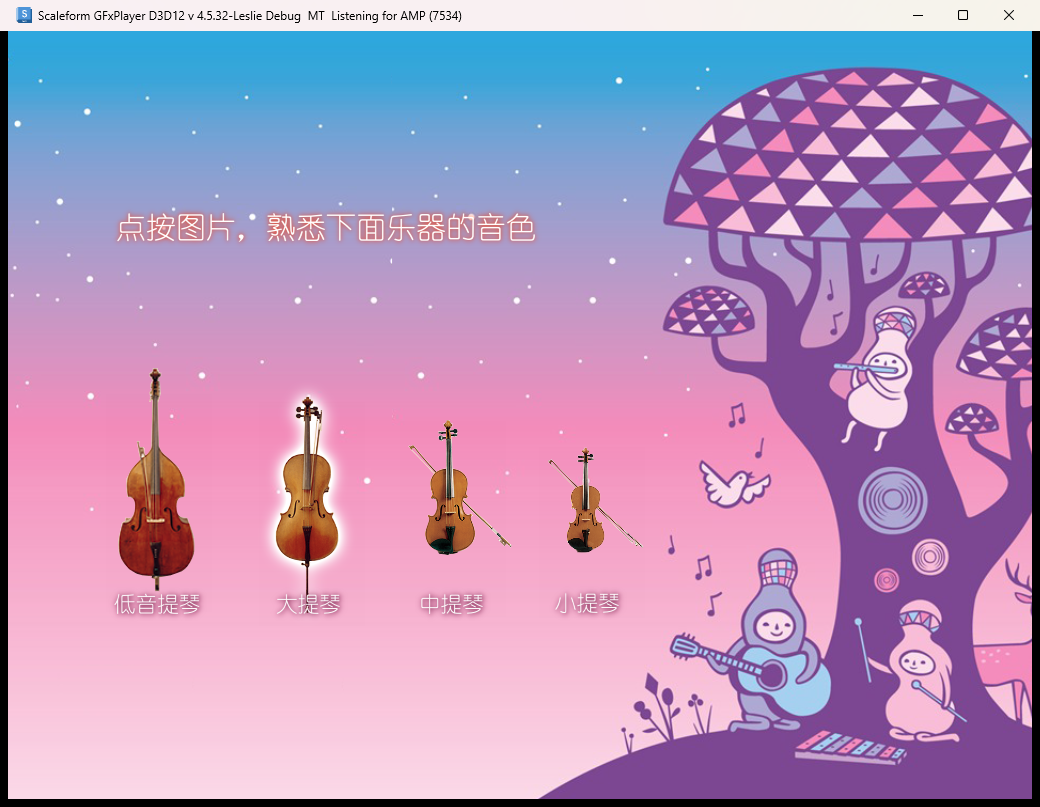 Scaleform GFxPlayer D3D12 v 4.5.32-Leslie Debug  MT  Listening for AMP (7534)
点按图片，熟悉下面乐器的音色
低音提琴
大提琴
中提琴
小提琴